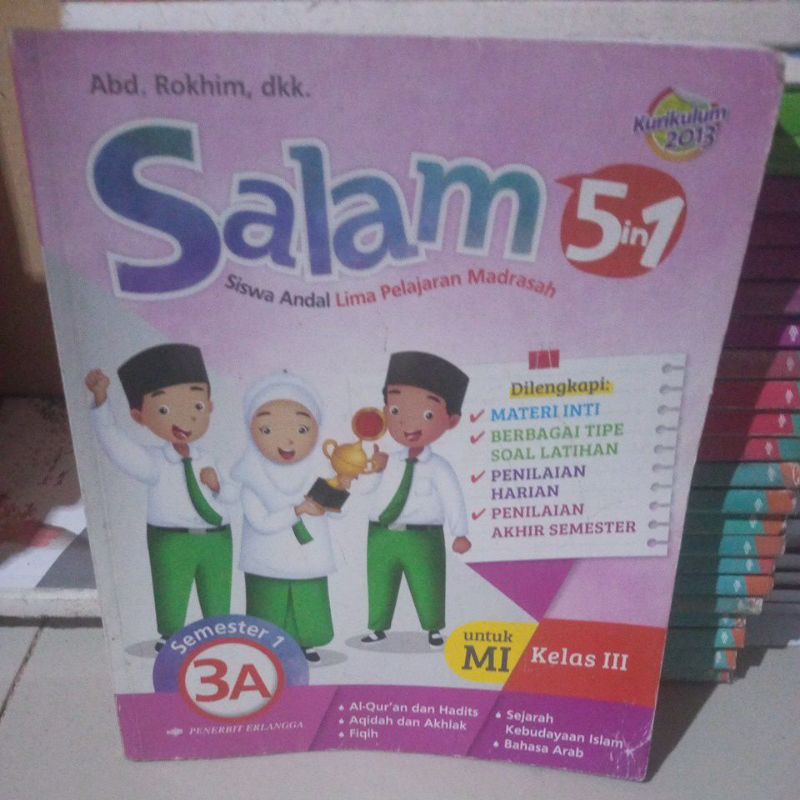 Abd. Rokhim, dkk.
Kurikulum
2013
Salam
5in1
Siswa Andal Lima Pelajaran Madrasah
Dilengkapi:
MATERI INTI
BERBAGAI TIPE
SOAL LATIHAN
PENILAIAN
HARIAN
PENILAIAN
AKHIR SEMESTER
Semester 1
3A
untuk
MI
Kelas III
PENERBIT ERLANGGA
• Al-Qur'an dan Hadits
• Aqidah dan Akhlak
• Fiqih
• Sejarah
Kebudayaan Islam
• Bahasa Arab